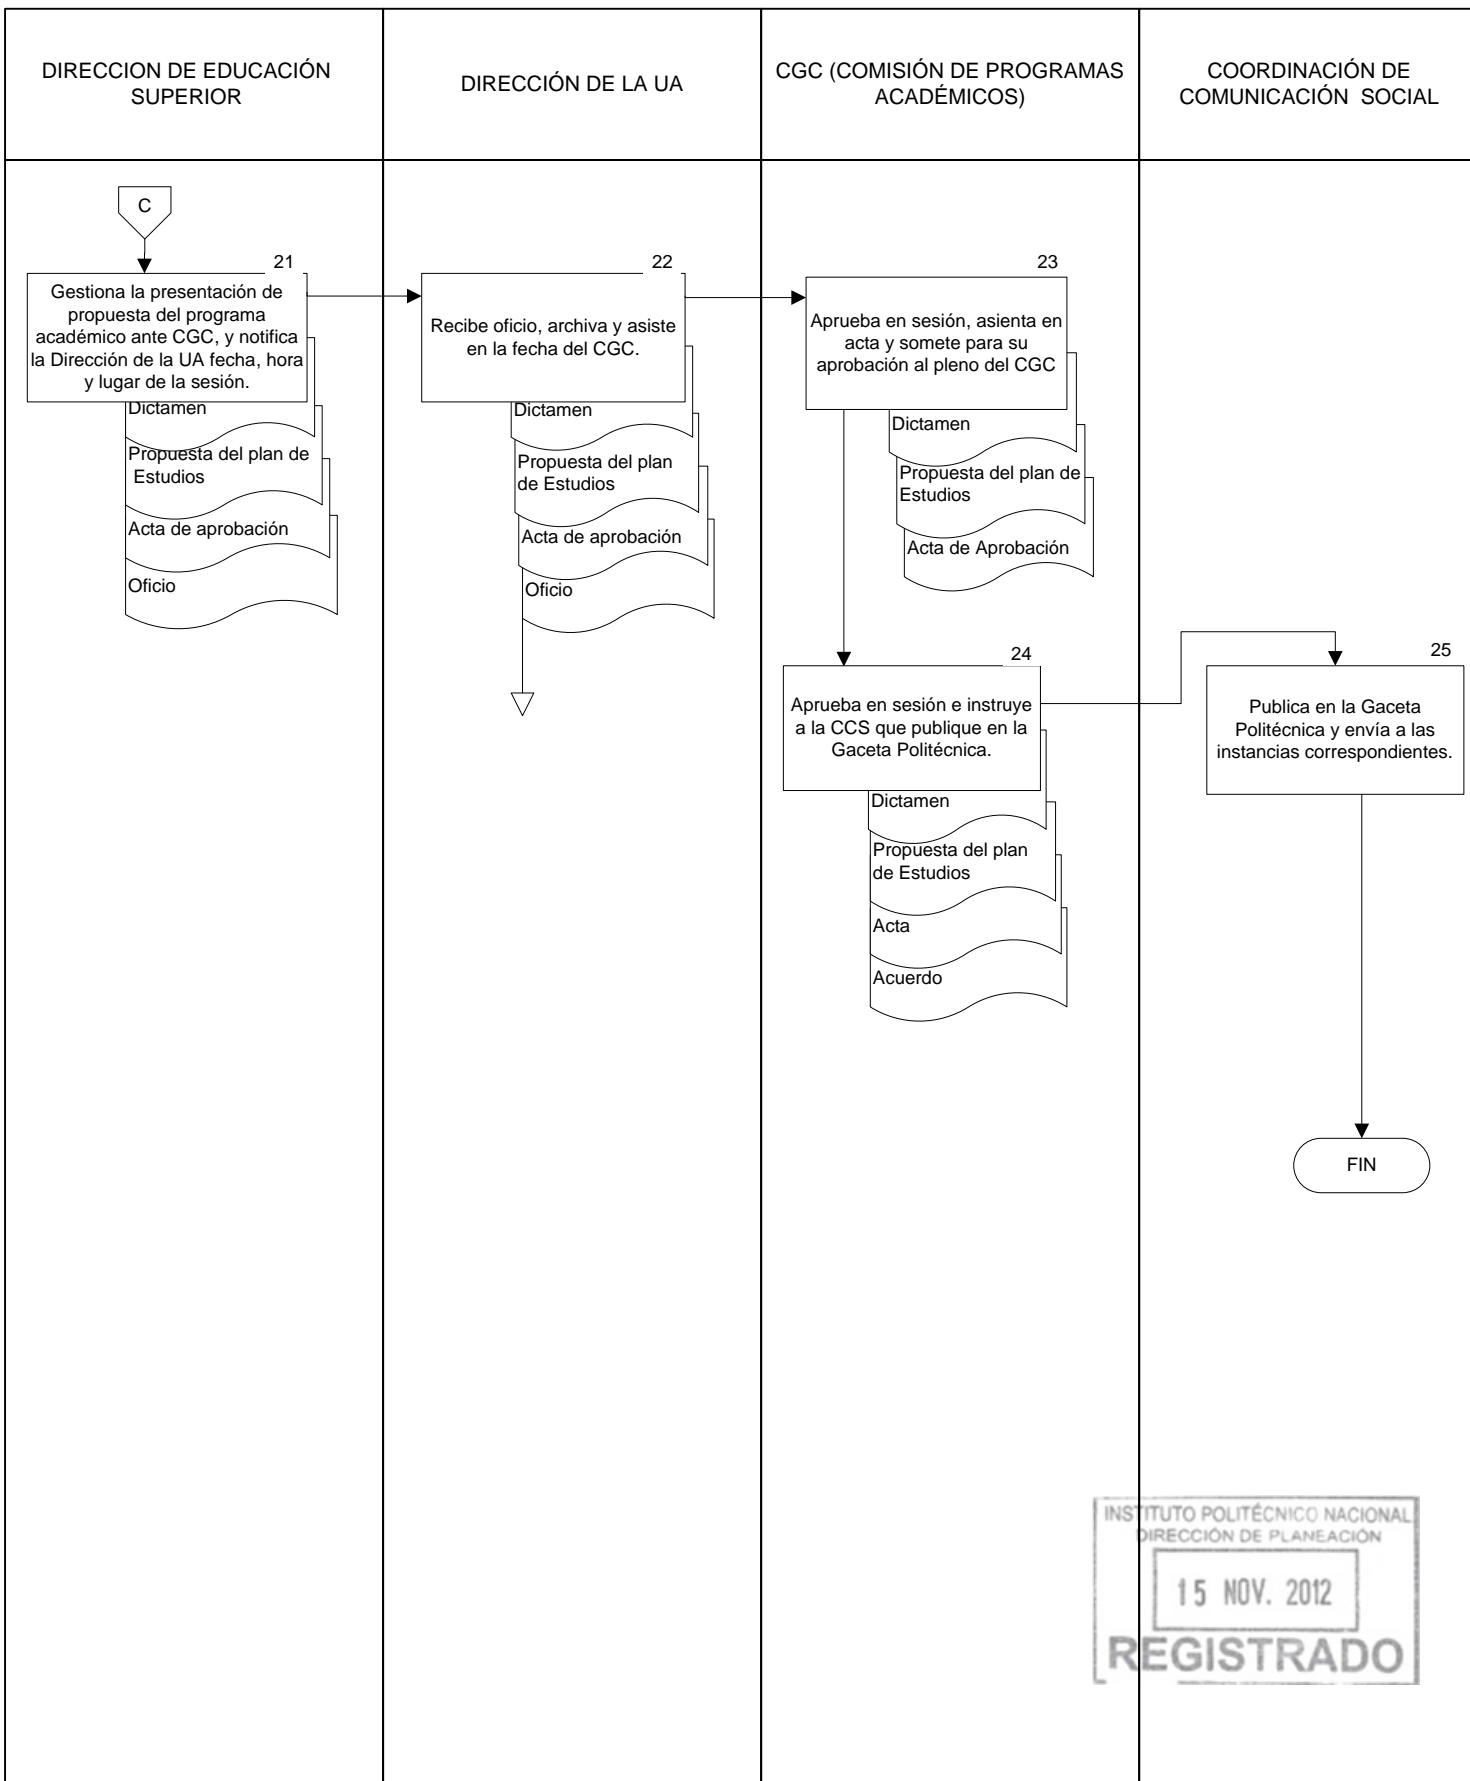 DIRECCION DE EDUCACIÓN
SUPERIOR
DIRECCIÓN DE LA UA
CGC (COMISIÓN DE PROGRAMAS
ACADÉMICOS)
COORDINACIÓN DE
COMUNICACIÓN SOCIAL
C
21
Gestiona la presentación de
propuesta del programa
académico ante CGC, y notifica
la Dirección de la UA fecha, hora
y lugar de la sesión.
Dictamen
Propuesta del plan de
Estudios
Acta de aprobación
Oficio
22
Recibe oficio, archiva y asiste
en la fecha del CGC.
Dictamen
Propuesta del plan
de Estudios
Acta de aprobación
Oficio
23
Aprueba en sesión, asienta en
acta y somete para su
aprobación al pleno del CGC
Dictamen
Propuesta del plan de
Estudios
Acta de Aprobación
24
Aprueba en sesión e instruye
a la CCS que publique en la
Gaceta Politécnica.
Dictamen
Propuesta del plan
de Estudios
Acta
Acuerdo
25
Publica en la Gaceta
Politécnica y envía a las
instancias correspondientes.
FIN
INSTITUTO POLITÉCNICO NACIONAL
DIRECCIÓN DE PLANEACIÓN
15 NOV. 2012
REGISTRADO